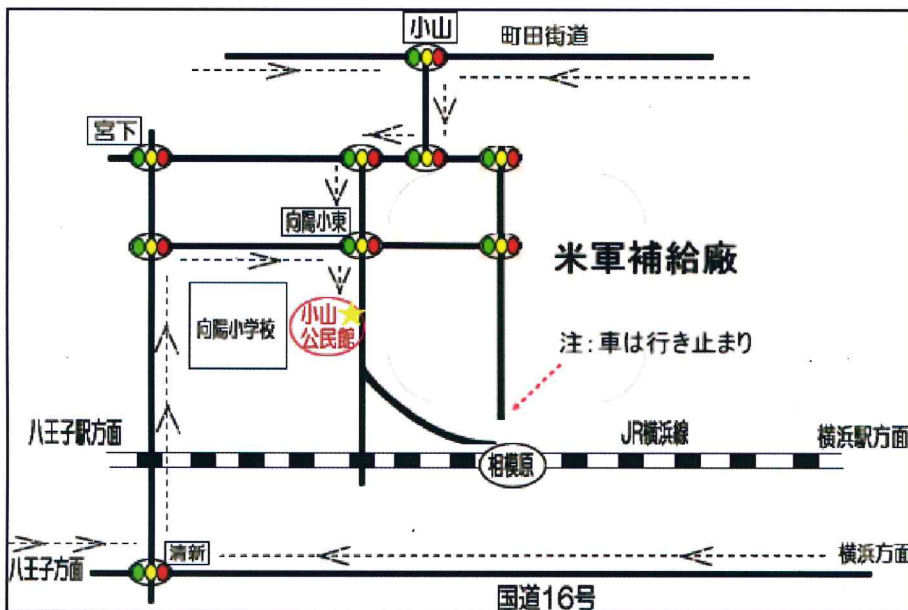 小山
町田街道
宮下
向陽小東
米軍補給廠
向陽小学校
小山
公民館
注：車は行き止まり
八王子駅方面
JR横浜線
横浜駅方面
相模原
清新
八王子方面
横浜方面
国道16号